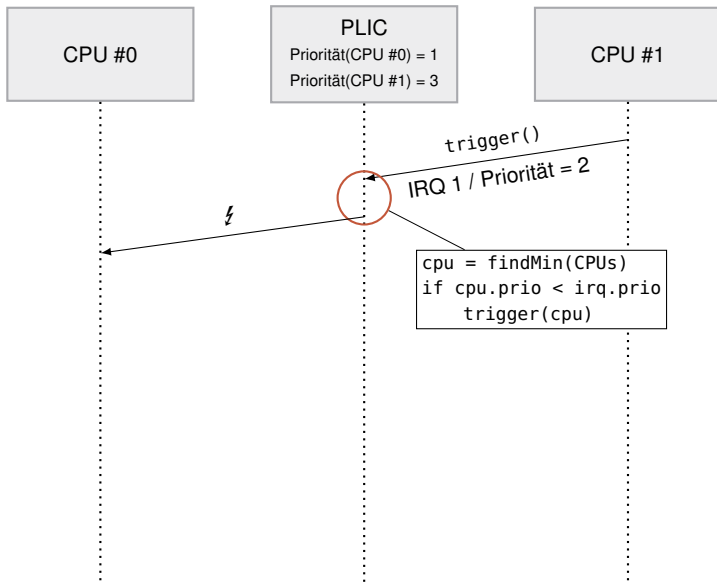 CPU #0
PLIC
Priorität(CPU #0) = 1
Priorität(CPU #1) = 3
CPU #1
trigger()
IRQ 1 / Priorität = 2
cpu = findMin(CPUs)
if cpu.prio < irq.prio
trigger(cpu)